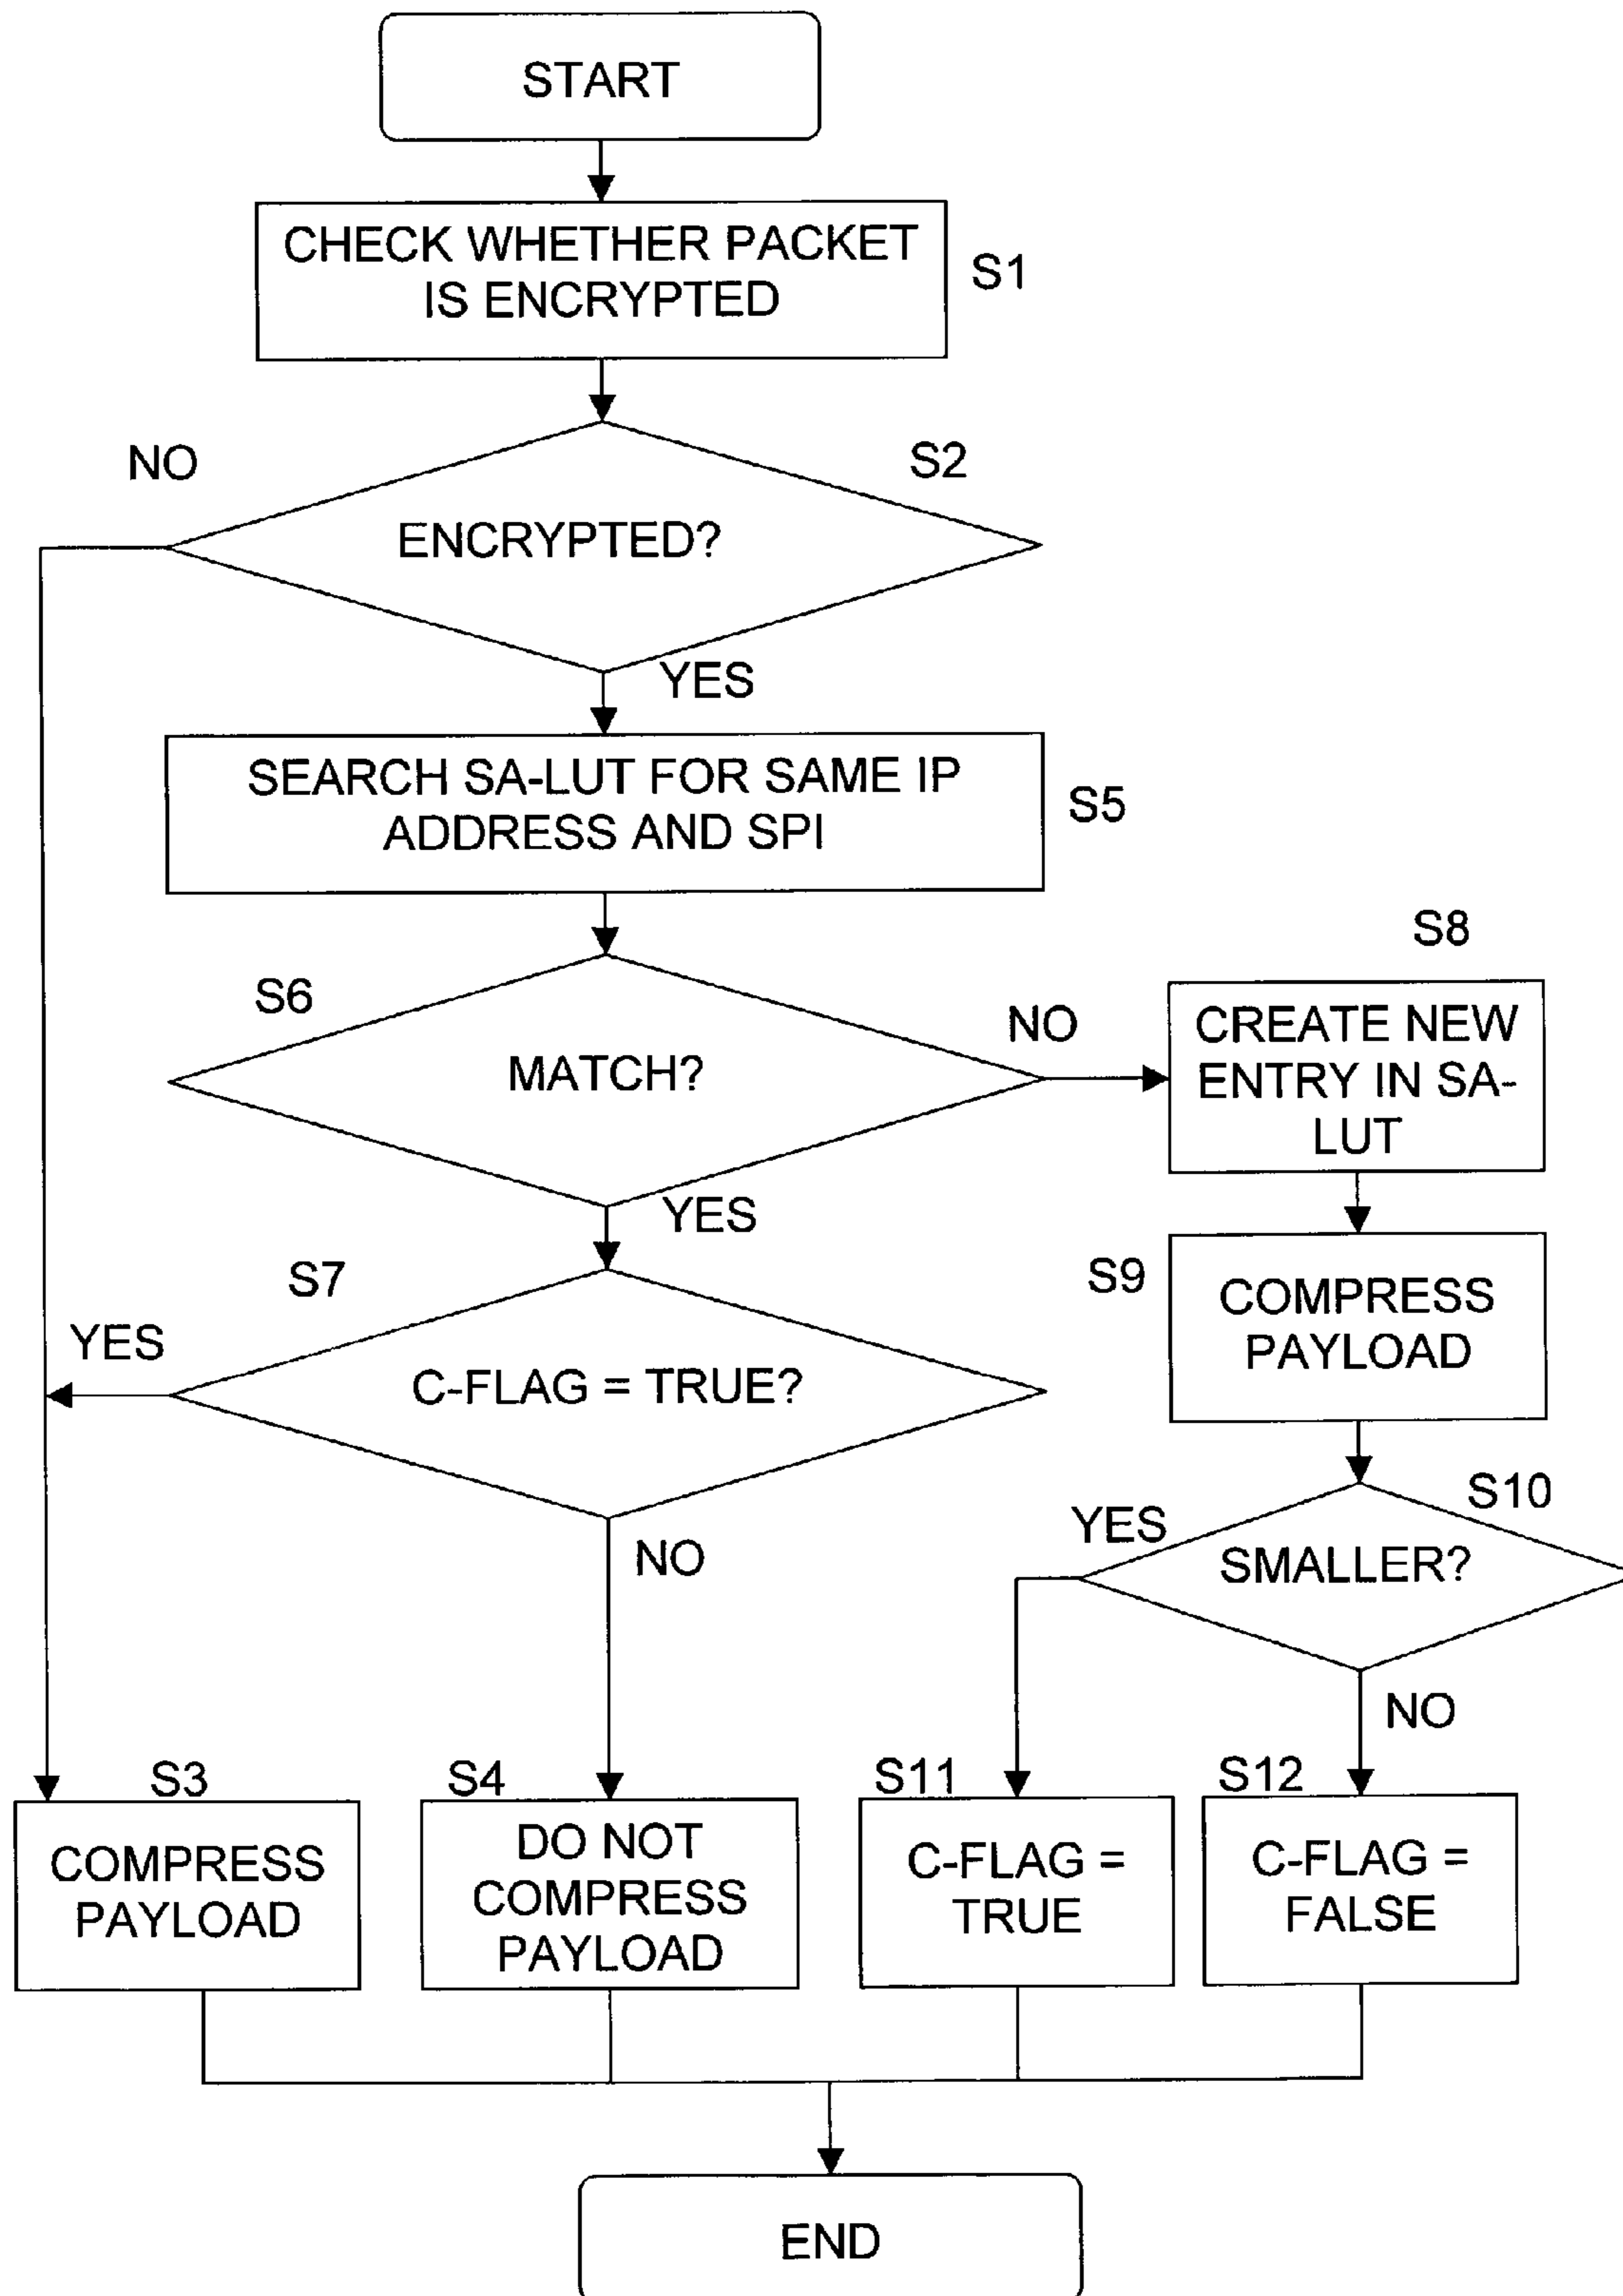 START
CHECK WHETHER PACKET
IS ENCRYPTED
S1
NO
S2
ENCRYPTED?
YES
SEARCH SA-LUT FOR SAME IP
ADDRESS AND SPI
S5
S8
S6
NO
CREATE NEW
ENTRY IN SA-
LUT
MATCH?
YES
S7
S9
COMPRESS
PAYLOAD
YES
C-FLAG = TRUE?
S10
YES
NO
SMALLER?
NO
S3
S4
S11
S12
COMPRESS
PAYLOAD
DO NOT
COMPRESS
PAYLOAD
C-FLAG =
TRUE
C-FLAG =
FALSE
END